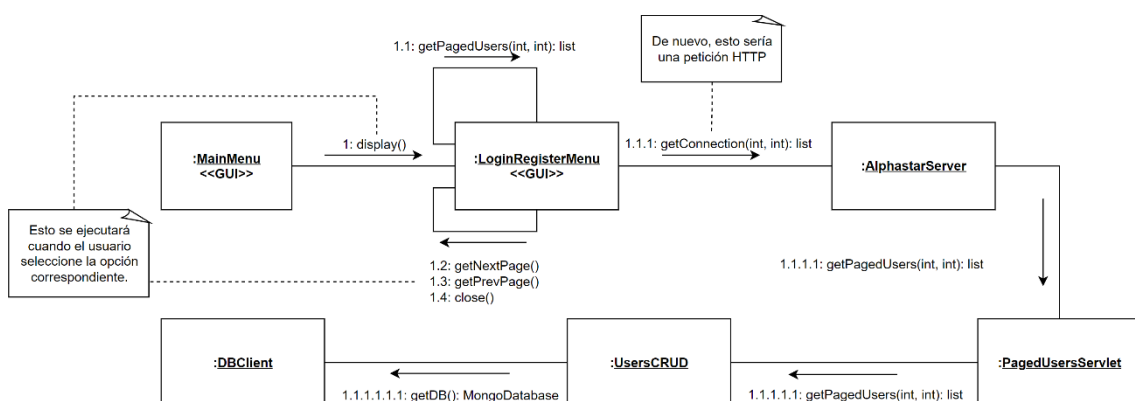 De nuevo, esto sería
una petición HTTP
1.1: getPagedUsers(int, int): list
:MainMenu
<<GUI>>
1: display()
:LoginRegisterMenu
<<GUI>>
1.1.1: getConnection(int, int): list
:AlphastarServer
Esto se ejecutará
cuando el usuario
seleccione la opción
correspondiente.
1.2: getNextPage()
1.3: getPrevPage()
1.4: close()
1.1.1.1: getPagedUsers(int, int): list
:DBClient
:UsersCRUD
:PagedUsersServlet
1.1.1.1.1.1: getDB(): MongoDatabase
1.1.1.1.1: getPagedUsers(int, int): list